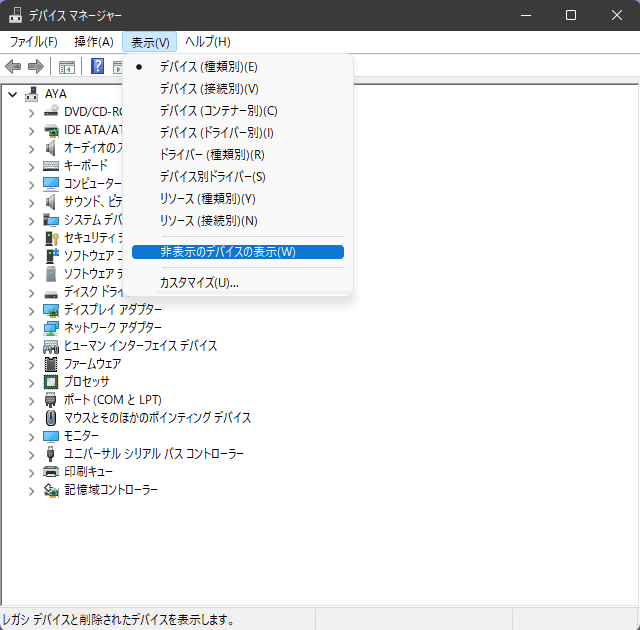 デバイス マネージャー
ファイル(F) 操作(A) 表示(V) ヘルプ(H)
デバイス (種類別)(E)
デバイス (接続別)(V)
デバイス (コンテナー別)(C)
デバイス (ドライバー別)(I)
ドライバー (種類別)(R)
デバイス別ドライバー(S)
リソース (種類別)(Y)
リソース (接続別)(N)
非表示のデバイスの表示(W)
カスタマイズ(U)...
AYA
DVD/CD-RO
IDE ATA/AT
オーディオの入
キーボード
コンピューター
サウンド、ビデ
システム デバ
セキュリティ デ
ソフトウェア コ
ソフトウェア デ
ディスク ドライ
ディスプレイ アダプター
ネットワーク アダプター
ヒューマン インターフェイス デバイス
ファームウェア
プロセッサ
ポート (COM と LPT)
マウスとそのほかのポインティング デバイス
モニター
ユニバーサル シリアル バス コントローラー
印刷キュー
記憶域コントローラー
レガシ デバイスと削除されたデバイスを表示します。